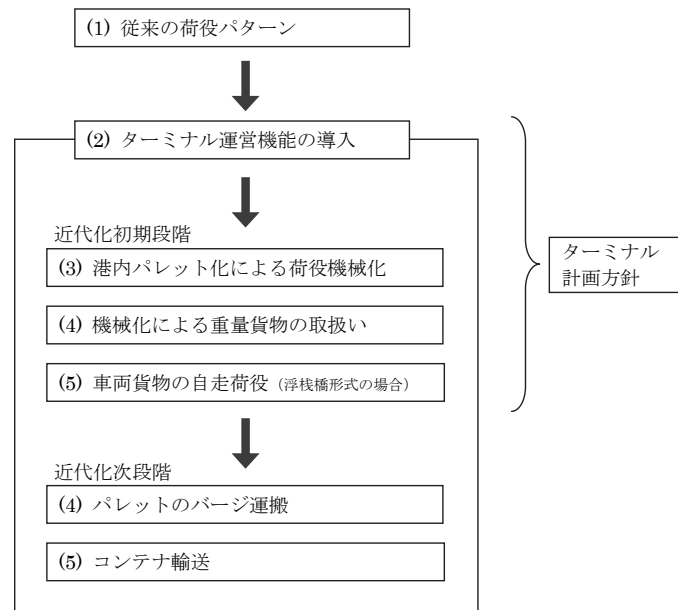 (1) 従来の荷役パターン
(2) ターミナル運営機能の導入
近代化初期段階
(3) 港内パレット化による荷役機械化
(4) 機械化による重量貨物の取扱い
(5) 車両貨物の自走荷役（浮桟橋形式の場合）
ターミナル
計画方針
近代化次段階
(4) パレットのバージ運搬
(5) コンテナ輸送